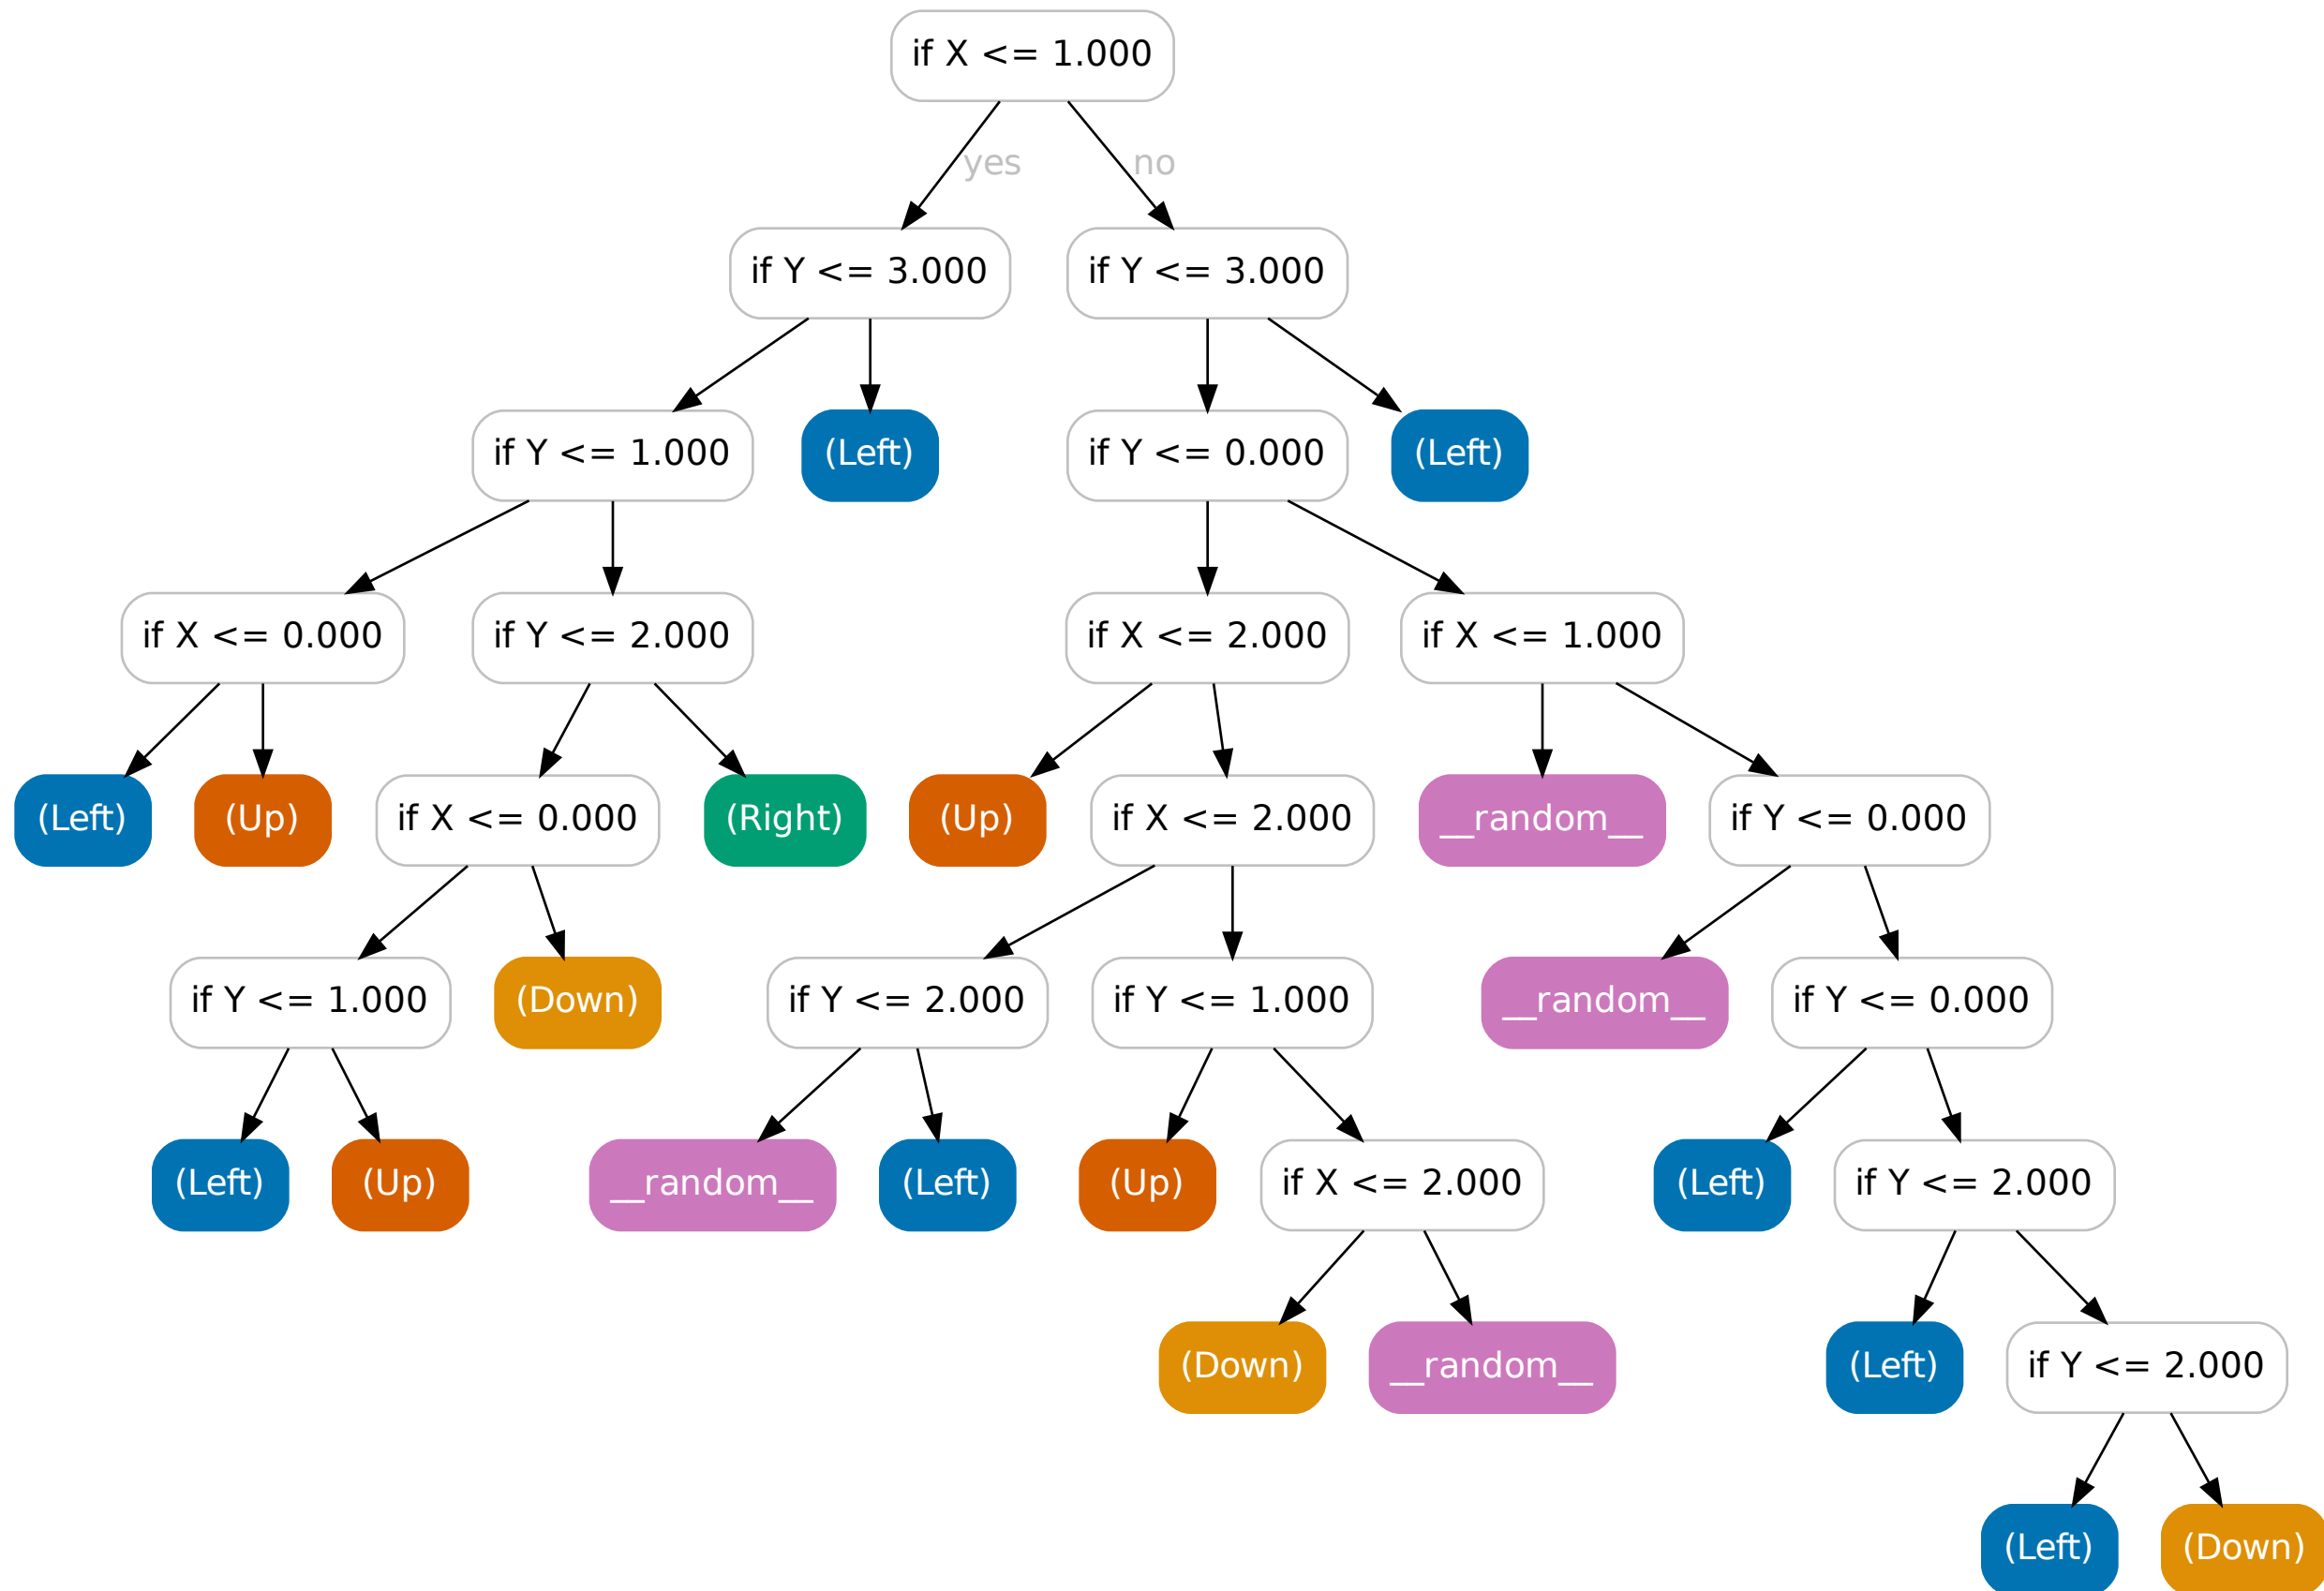 if X <= 1.000
yes
no
if Y <= 3.000
if Y <= 3.000
if Y <= 1.000
(Left)
if Y <= 0.000
(Left)
if X <= 0.000
if Y <= 2.000
if X <= 2.000
if X <= 1.000
(Left)
(Up)
if X <= 0.000
(Right)
(Up)
if X <= 2.000
__random__
if Y <= 0.000
if Y <= 1.000
(Down)
if Y <= 2.000
if Y <= 1.000
__random__
if Y <= 0.000
(Left)
(Up)
__random__
(Left)
(Up)
if X <= 2.000
(Left)
if Y <= 2.000
(Down)
__random__
(Left)
if Y <= 2.000
(Left)
(Down)